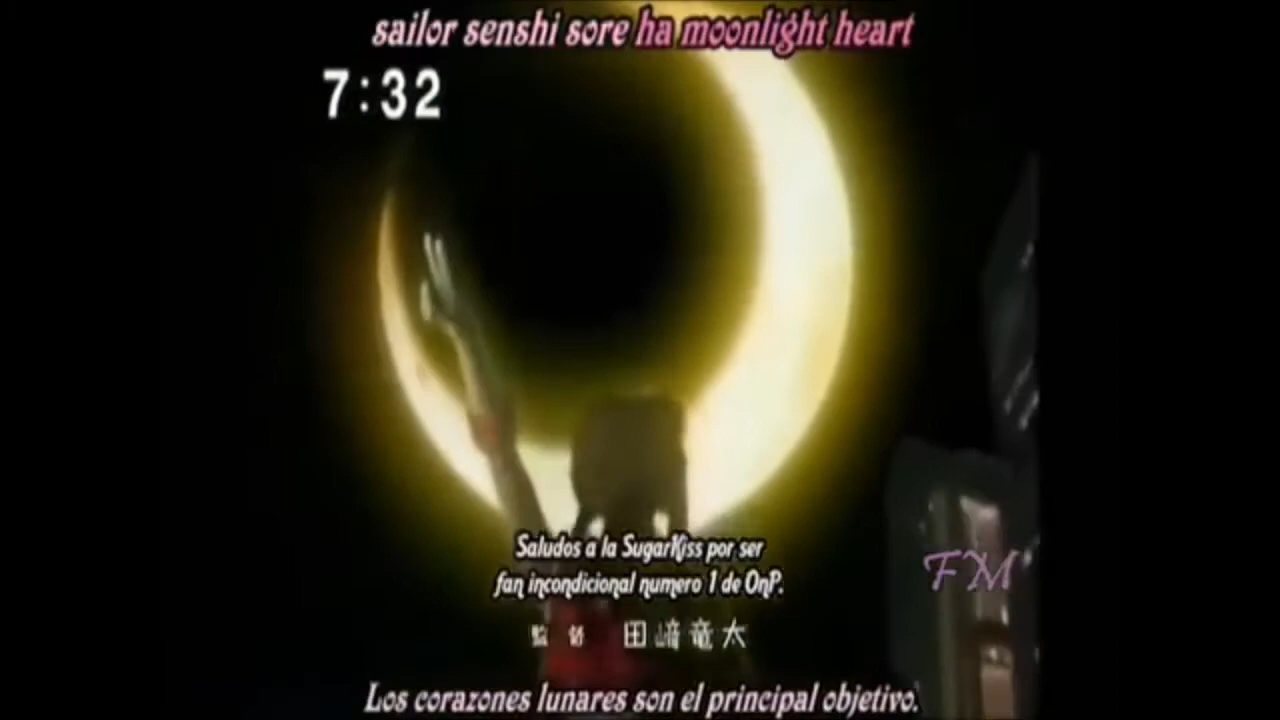 sailor senshi sore ha moonlight heart
7:32
Saludos a la SugarKiss por ser
fan incondicional numero 1 de OnP.
FM
監督 田﨑竜太
Los corazones lunares son el principal objetivo.